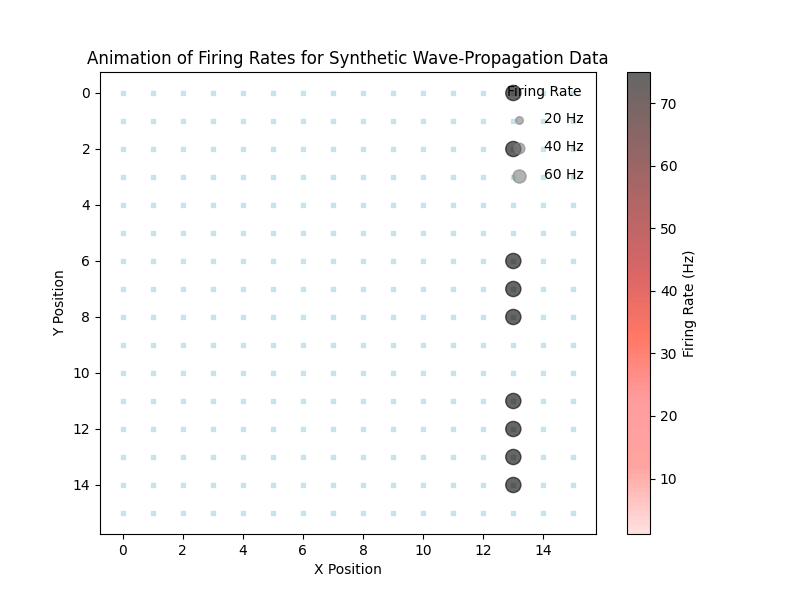 Animation of Firing Rates for Synthetic Wave-Propagation Data
Firing Rate
20 Hz
40 Hz
60 Hz
0
2
4
6
8
10
12
14
Y Position
0
2
4
6
8
10
12
14
X Position
70
60
50
40
30
20
10
Firing Rate (Hz)